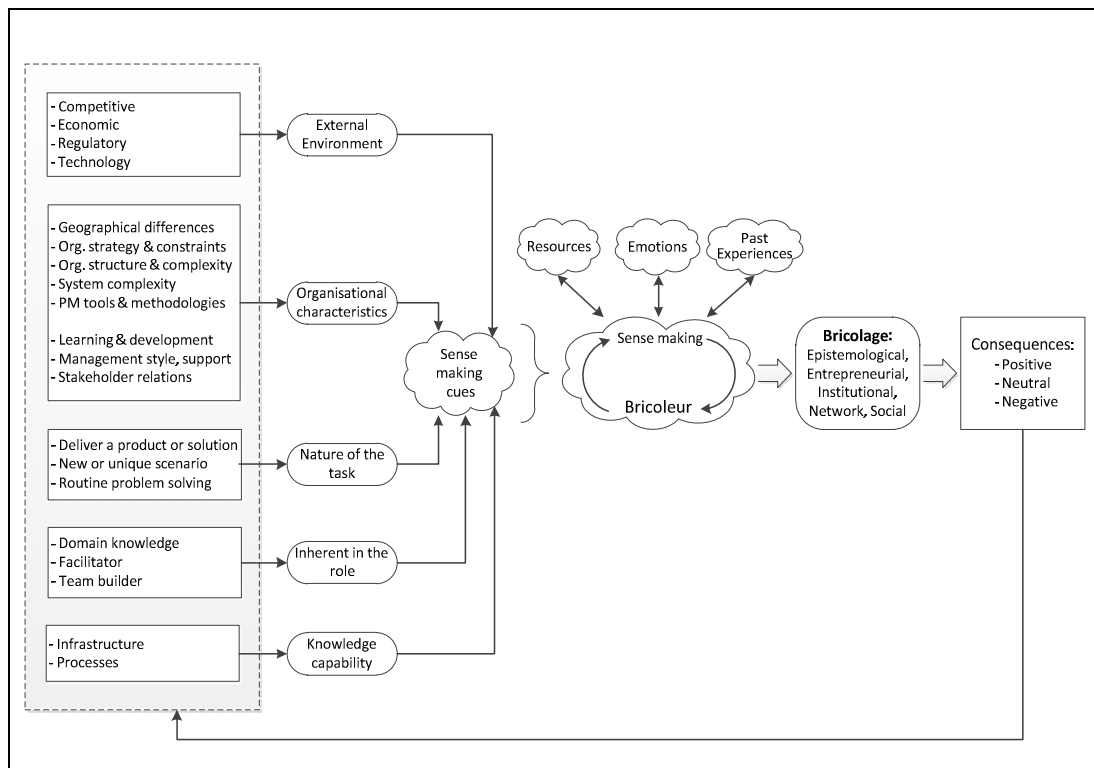 - Competitive
- Economic
- Regulatory
- Technology
External
Environment
- Geographical differences
- Org. strategy & constraints
- Org. structure & complexity
- System complexity
- PM tools & methodologies
- Learning & development
- Management style, support
- Stakeholder relations
Organisational
characteristics
- Deliver a product or solution
- New or unique scenario
- Routine problem solving
Nature of the
task
- Domain knowledge
- Facilitator
- Team builder
Inherent in the
role
- Infrastructure
- Processes
Knowledge
capability
Sense
making
cues
Resources
Emotions
Past
Experiences
Sense making
Bricoleur
Bricolage:
Epistemological,
Entrepreneurial,
Institutional,
Network, Social
Consequences:
- Positive
- Neutral
- Negative